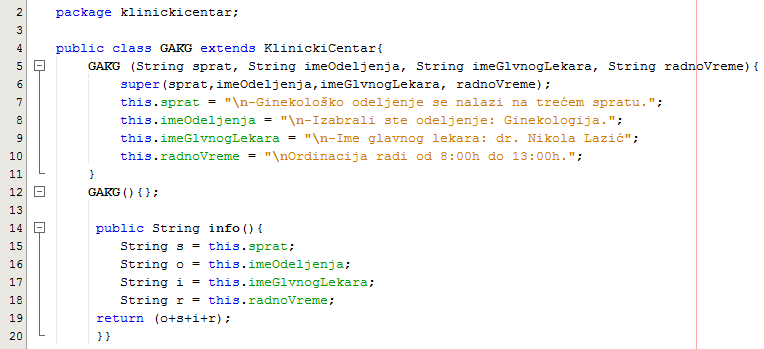 2 package klinickicentar;
3
4 public class GAKG extends KlinickiCentar{
5 GAKG (String sprat, String imeOdeljenja, String imeGlvnogLekara, String radnoVreme){
6 super(sprat,imeOdeljenja,imeGlvnogLekara, radnoVreme);
7 this.sprat = "\n-Ginekološko odeljenje se nalazi na trećem spratu.";
8 this.imeOdeljenja = "\n-Izabrali ste odeljenje: Ginekologija.";
9 this.imeGlvnogLekara = "\n-Ime glavnog lekara: dr. Nikola Lazić";
10 this.radnoVreme = "\nOrdinacija radi od 8:00h do 13:00h.";
11 }
12 GAKG(){};
13
14 public String info(){
15 String s = this.sprat;
16 String o = this.imeOdeljenja;
17 String i = this.imeGlvnogLekara;
18 String r = this.radnoVreme;
19 return (o+s+i+r);
20 }}